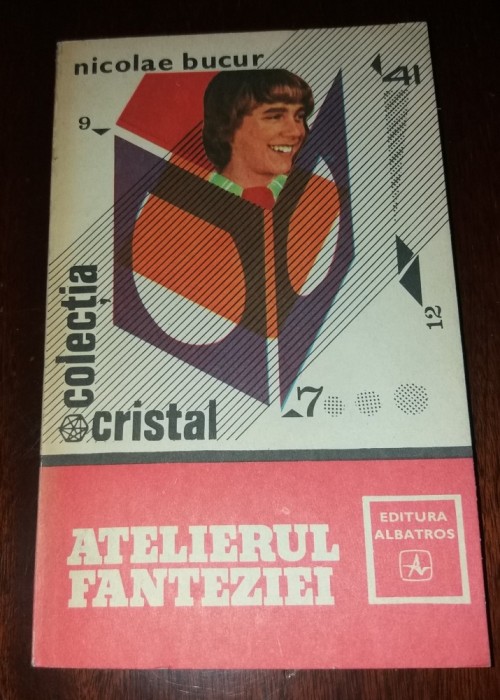 nicolae bucur
41
9
colecția
cristal
12
7
ATELIERUL
FANTEZIEI
EDITURA
ALBATROS